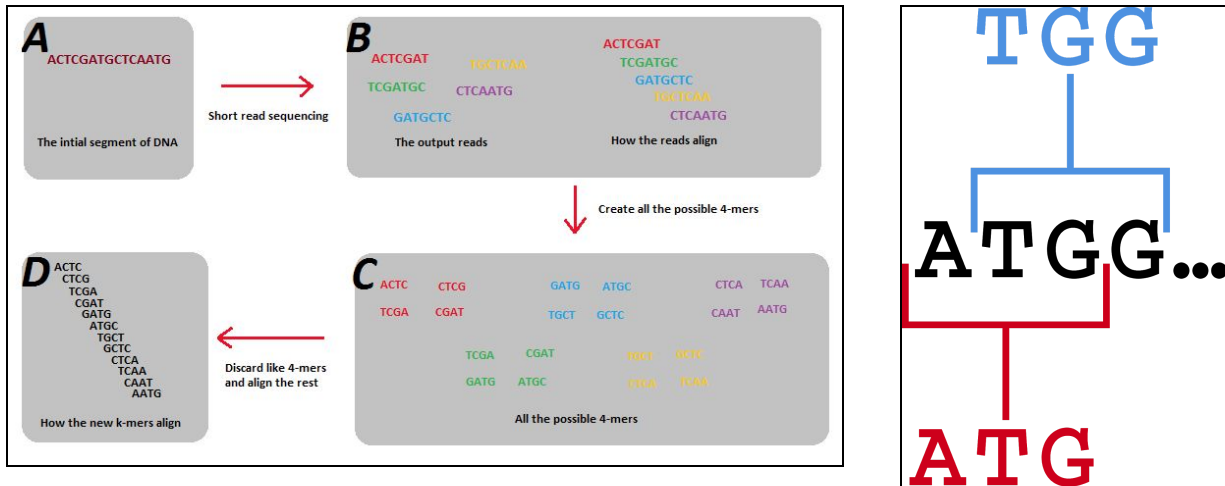 A
ACTCGATGCTCAATG
The intial segment of DNA
Short read sequencing
B
ACTCGAT
TGCTCAA
TCGATGC
CTCAATG
GATGCTC
The output reads
ACTCGAT
TCGATGC
GATGCTC
TGCTCAA
CTCAATG
How the reads align
Create all the possible 4-mers
C
ACTC CTCG
TCGA CGAT
GATG ATGC
TGCT GCTC
CTCA TCAA
CAAT AATG
TCGA CGAT
GATG ATGC
TGCT GCTC
CTCA TCAA
All the possible 4-mers
Discard like 4-mers
and align the rest
D
ACTC
CTCG
TCGA
CGAT
GATG
ATGC
TGCT
GCTC
CTCA
TCAA
CAAT
AATG
How the new k-mers align
TGG
ATGG...
ATG